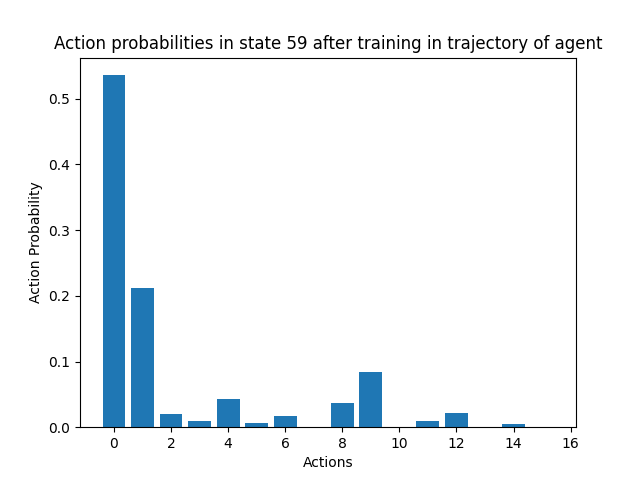 Action probabilities in state 59 after training in trajectory of agent
0.5
0.4
0.3
0.2
0.1
0.0
Action Probability
0 2 4 6 8 10 12 14 16
Actions